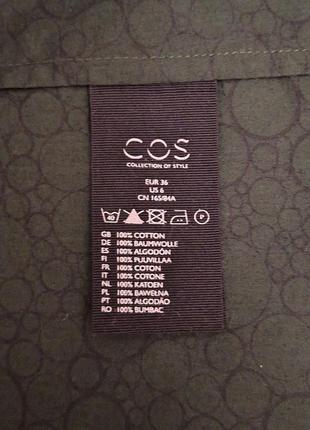 COS
COLLECTION OF STYLE
EUR 36
US 6
CN 165/84A
40 P
GB 100% COTTON
DE 100% BAUMWOLLE
ES 100% ALGODÓN
FI 100% PUUVILLAA
FR 100% COTON
IT 100% COTONE
NL 100% KATOEN
PL 100% BAWEŁNA
PT 100% ALGODÃO
RO 100% BUMBAC